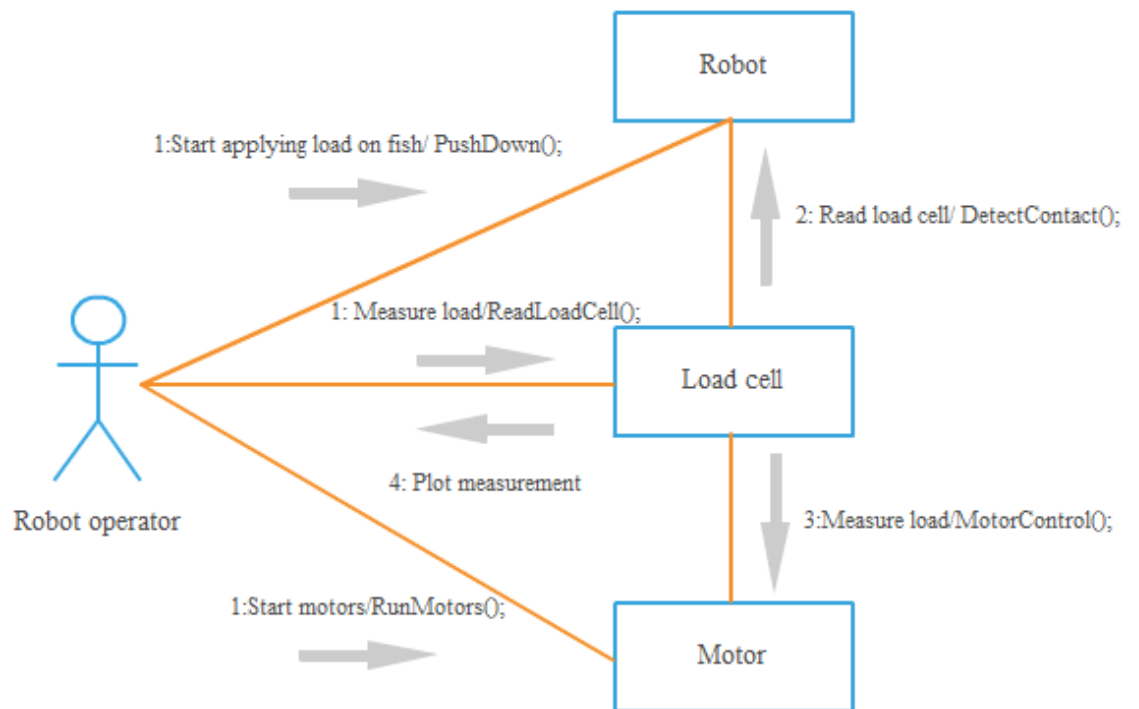 Robot
1:Start applying load on fish/ PushDown();
2: Read load cell/ DetectContact();
1: Measure load/ReadLoadCell();
Load cell
4: Plot measurement
Robot operator
3:Measure load/MotorControl();
1:Start motors/RunMotors();
Motor